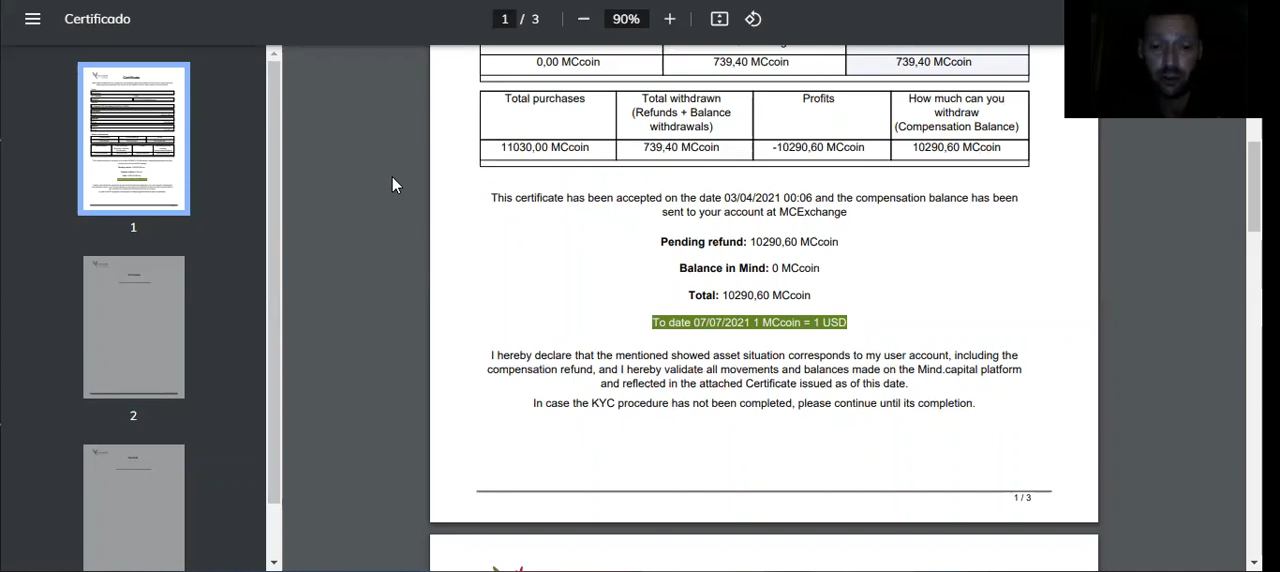 Certificado
1 / 3
90%
0,00 MCcoin 739,40 MCcoin 739,40 MCcoin
Total purchases Total withdrawn (Refunds + Balance withdrawals) Profits How much can you withdraw (Compensation Balance)
11030,00 MCcoin 739,40 MCcoin -10290,60 MCcoin 10290,60 MCcoin
This certificate has been accepted on the date 03/04/2021 00:06 and the compensation balance has been
sent to your account at MCExchange
Pending refund: 10290,60 MCcoin
Balance in Mind: 0 MCcoin
Total: 10290,60 MCcoin
To date 07/07/2021 1 MCcoin = 1 USD
I hereby declare that the mentioned showed asset situation corresponds to my user account, including the
compensation refund, and I hereby validate all movements and balances made on the Mind.capital platform
and reflected in the attached Certificate issued as of this date.
In case the KYC procedure has not been completed, please continue until its completion.
1 / 3
1
2